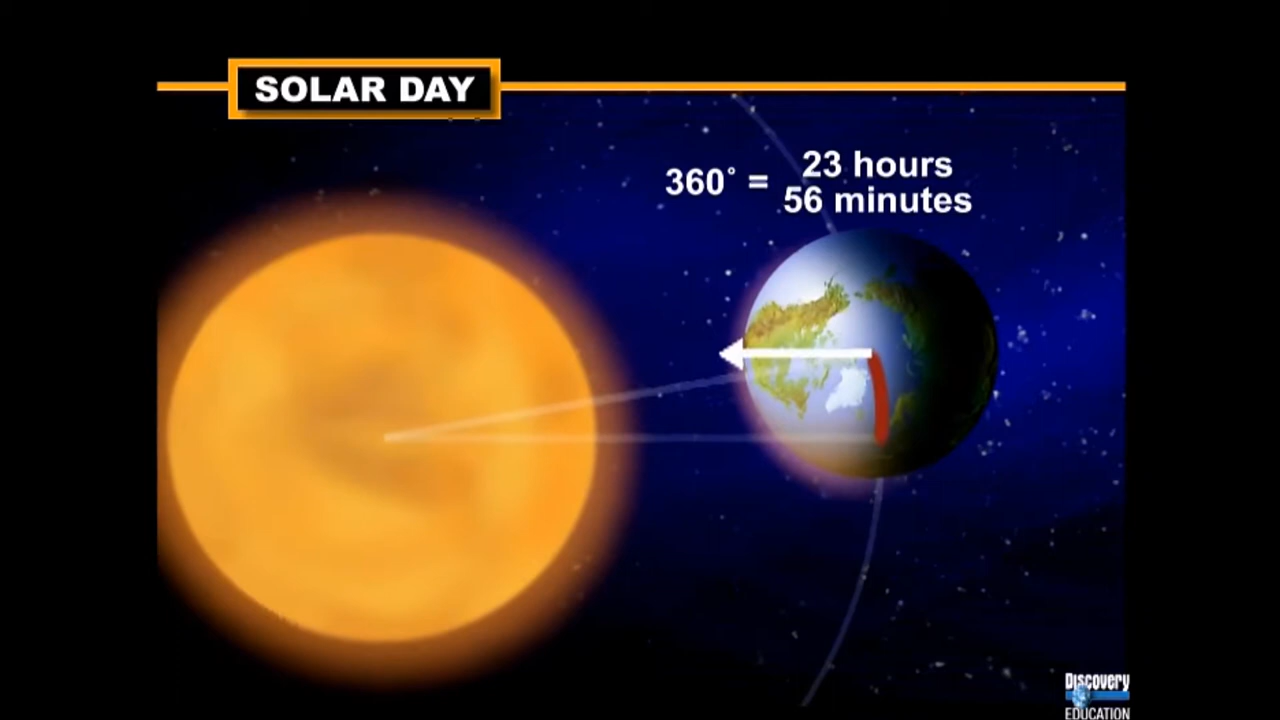 SOLAR DAY
360° = 23 hours
56 minutes
Discovery
EDUCATION